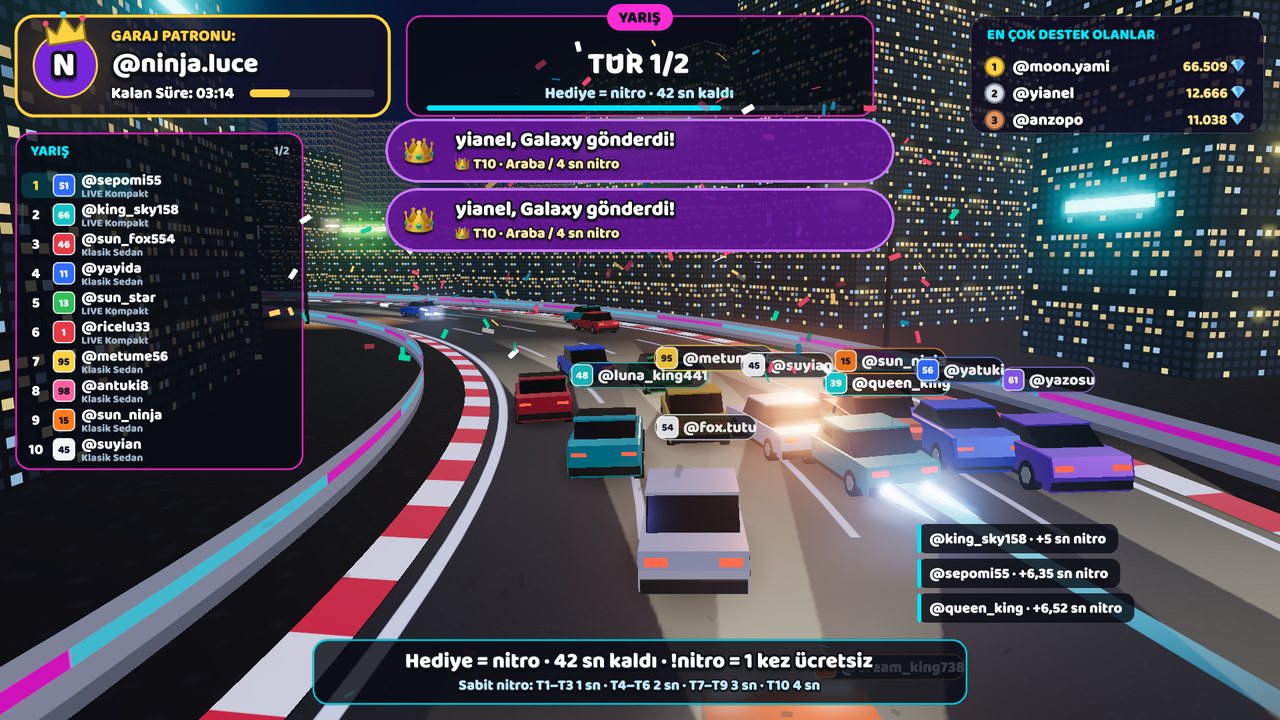 N
GARAJ PATRONU:
@ninja.luce
Kalan Süre: 03:14
YARIŞ
TUR 1/2
Hediye = nitro · 42 sn kaldı
EN ÇOK DESTEK OLANLAR
1 @moon.yami 66.509
2 @yianel 12.666
3 @anzopo 11.038
yianel, Galaxy gönderdi!
T10 · Araba / 4 sn nitro
yianel, Galaxy gönderdi!
T10 · Araba / 4 sn nitro
YARIŞ 1/2
1 51 @sepomi55
LIVE Kompakt
2 66 @king_sky158
LIVE Kompakt
3 46 @sun_fox554
Klasik Sedan
4 11 @yayida
Klasik Sedan
5 13 @sun_star
LIVE Kompakt
6 1 @ricelu33
LIVE Kompakt
7 95 @metume56
Klasik Sedan
8 98 @antuki8
Klasik Sedan
9 15 @sun_ninja
Klasik Sedan
10 45 @suyian
Klasik Sedan
95 @metum
45 @suyian
15 @sun_ni
48 @luna_king441
39 @queen_king
56 @yatuki
61 @yazosu
54 @fox.tutu
@king_sky158 · +5 sn nitro
@sepomi55 · +6,35 sn nitro
@queen_king · +6,52 sn nitro
Hediye = nitro · 42 sn kaldı · !nitro = 1 kez ücretsiz
Sabit nitro: T1–T3 1 sn · T4–T6 2 sn · T7–T9 3 sn · T10 4 sn